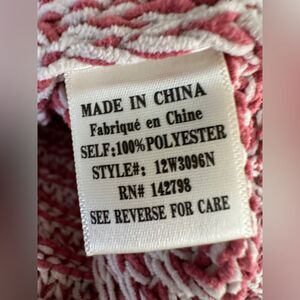 MADE IN CHINA
Fabriqué en Chine
SELF:100%POLYESTER
STYLE#: 12W3096N
RN# 142798
SEE REVERSE FOR CARE